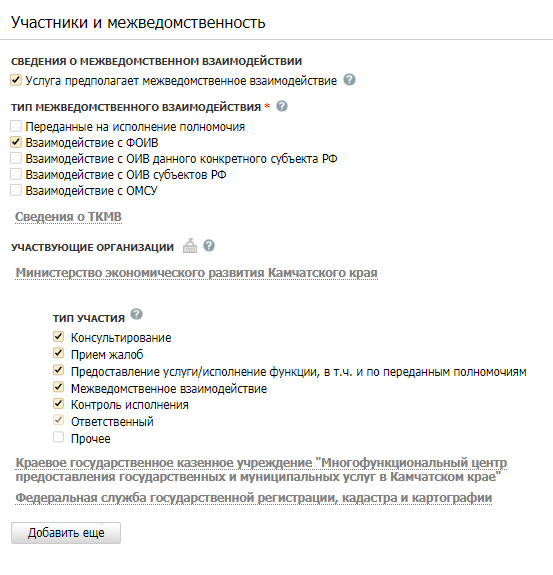 Участники и межведомственность
СВЕДЕНИЯ О МЕЖВЕДОМСТВЕННОМ ВЗАИМОДЕЙСТВИИ
Услуга предполагает межведомственное взаимодействие ?
ТИП МЕЖВЕДОМСТВЕННОГО ВЗАИМОДЕЙСТВИЯ * ?
Переданные на исполнение полномочия
Взаимодействие с ФОИВ
Взаимодействие с ОИВ данного конкретного субъекта РФ
Взаимодействие с ОИВ субъектов РФ
Взаимодействие с ОМСУ
Сведения о ТКМВ
УЧАСТВУЮЩИЕ ОРГАНИЗАЦИИ ?
Министерство экономического развития Камчатского края
ТИП УЧАСТИЯ ?
Консультирование
Прием жалоб
Предоставление услуги/исполнение функции, в т.ч. и по переданным полномочиям
Межведомственное взаимодействие
Контроль исполнения
Ответственный
Прочее
Краевое государственное казенное учреждение "Многофункциональный центр
предоставления государственных и муниципальных услуг в Камчатском крае"
Федеральная служба государственной регистрации, кадастра и картографии
Добавить еще